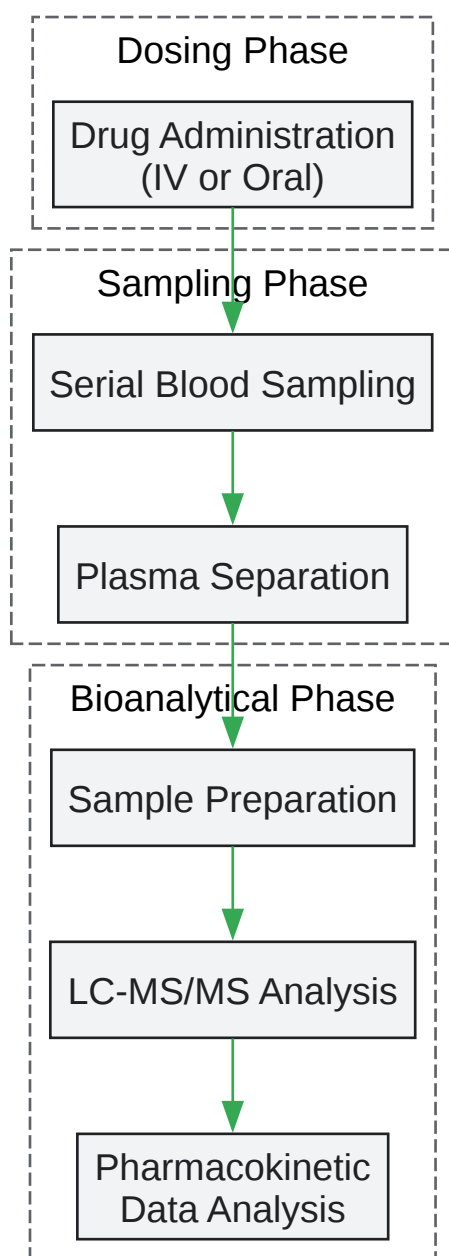 Dosing Phase
Drug Administration
(IV or Oral)
Sampling Phase
Serial Blood Sampling
Plasma Separation
Bioanalytical Phase
Sample Preparation
LC-MS/MS Analysis
Pharmacokinetic
Data Analysis